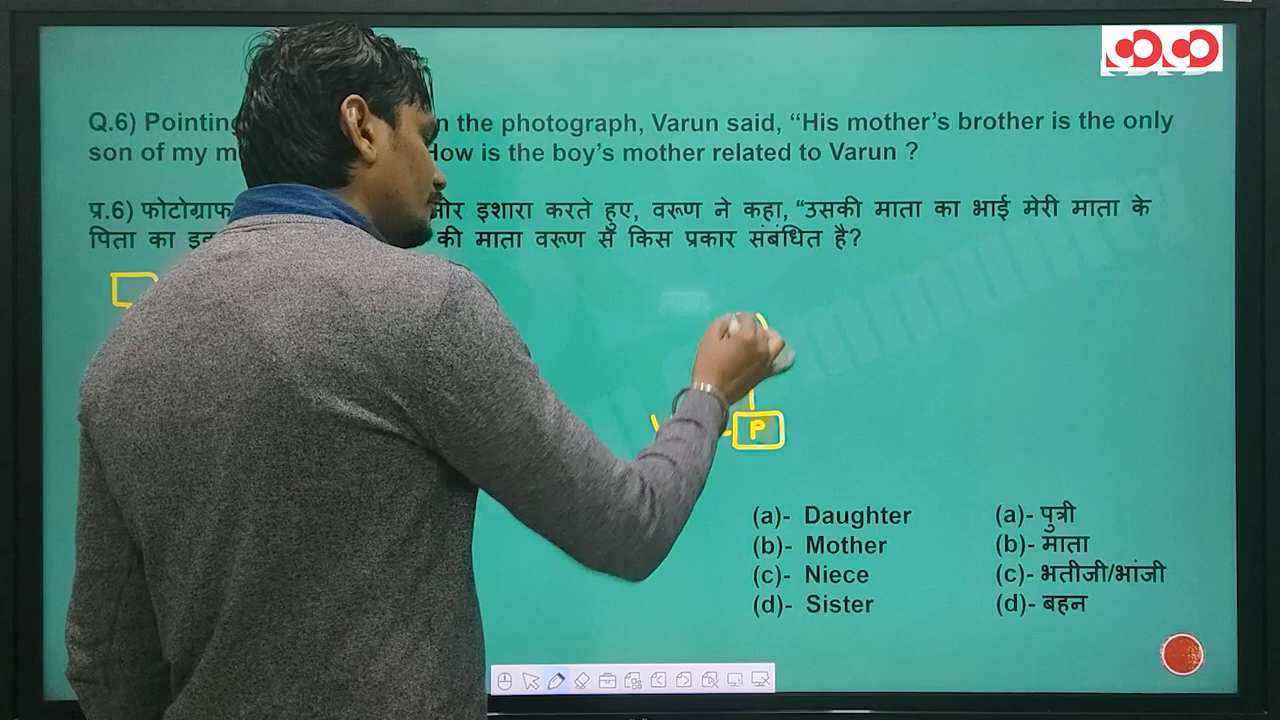 Q.6) Pointing the photograph, Varun said, “His mother’s brother is the only
son of my How is the boy’s mother related to Varun ?
प्र.6) फोटोग्राफ इशारा करते हुए, वरूण ने कहा, “उसकी माता का भाई मेरी माता के
पिता का की माता वरूण से किस प्रकार संबंधित है?
P
(a)- Daughter (a)- पुत्री
(b)- Mother (b)- माता
(c)- Niece (c)- भतीजी/भांजी
(d)- Sister (d)- बहन